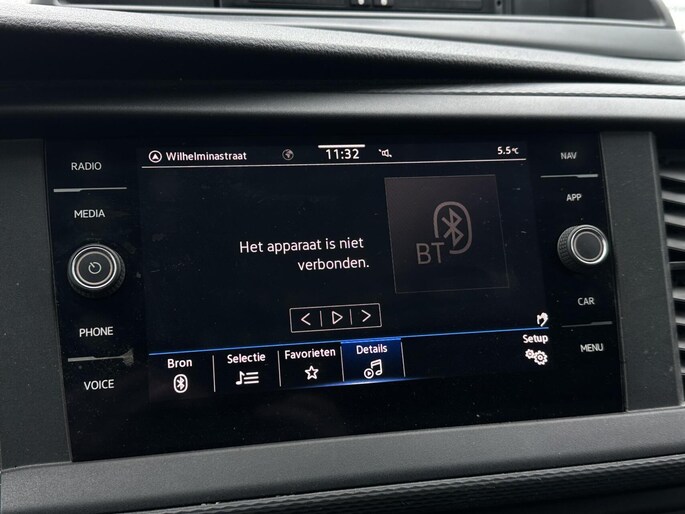 RADIO
MEDIA
PHONE
VOICE
Wilhelminastraat
11:32
5.5°C
Het apparaat is niet
verbonden.
BT
Bron
Selectie
Favorieten
Details
Setup
NAV
APP
CAR
MENU